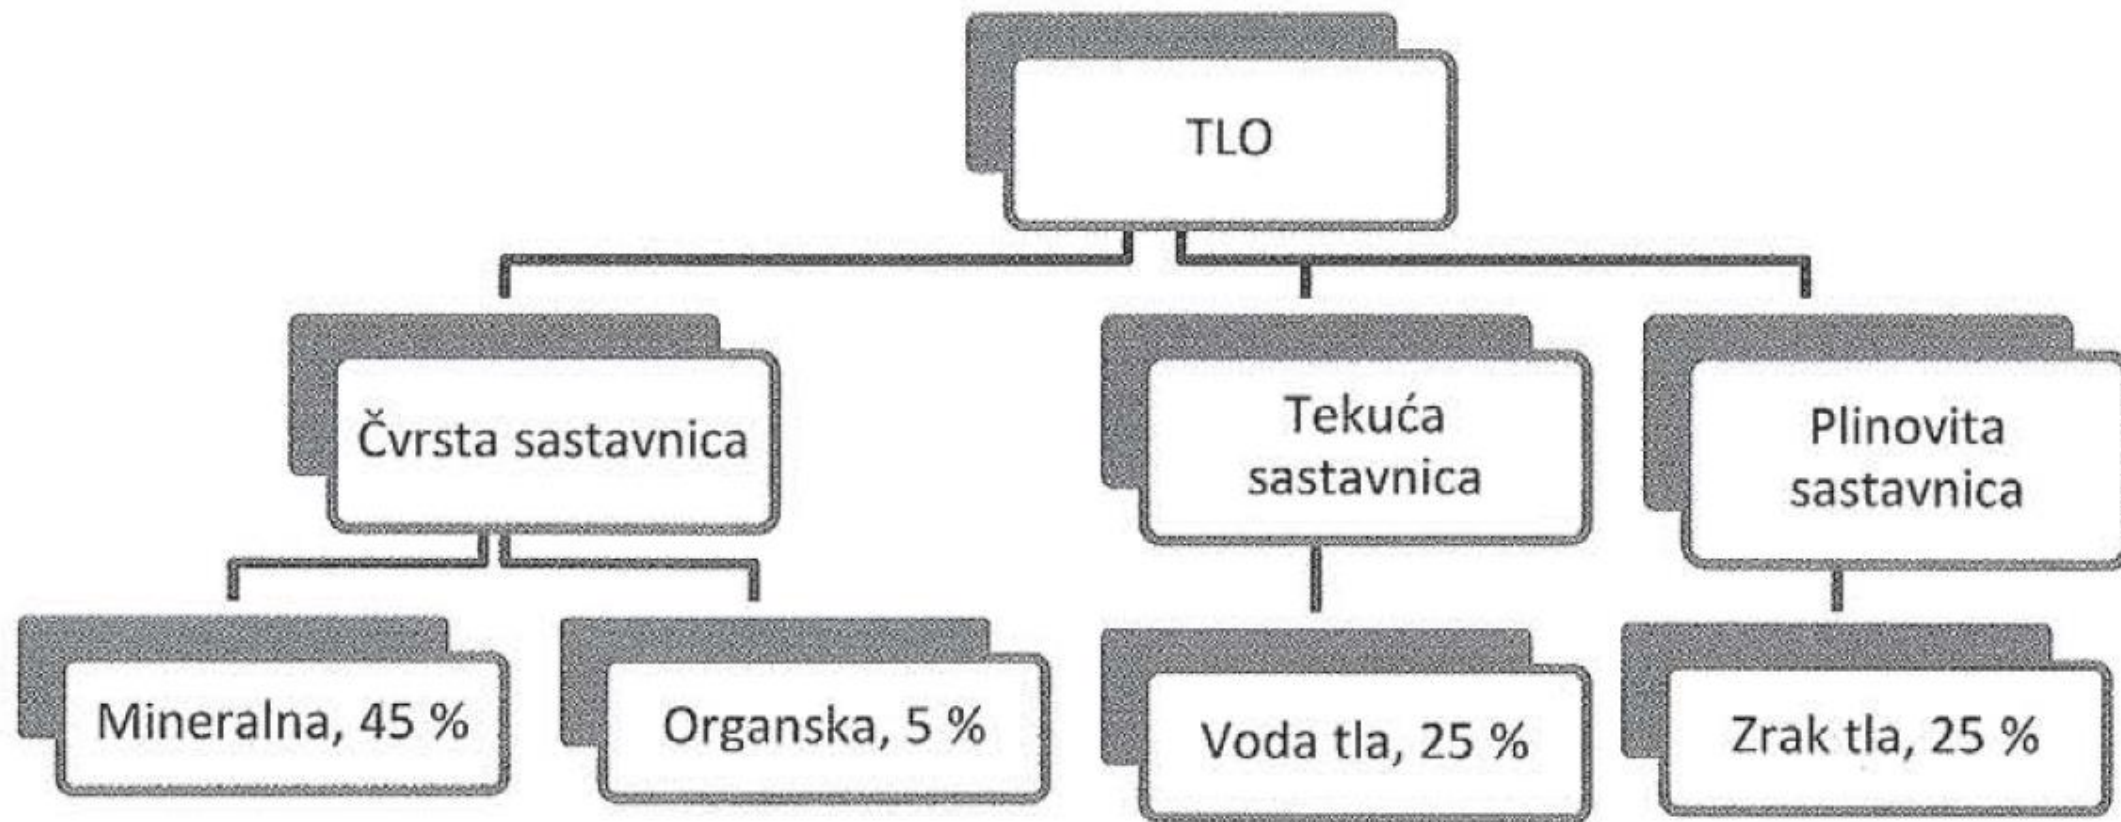 TLO
Čvrsta sastavnica
Tekuća
sastavnica
Plinovita
sastavnica
Mineralna, 45 %
Organska, 5 %
Voda tla, 25 %
Zrak tla, 25 %